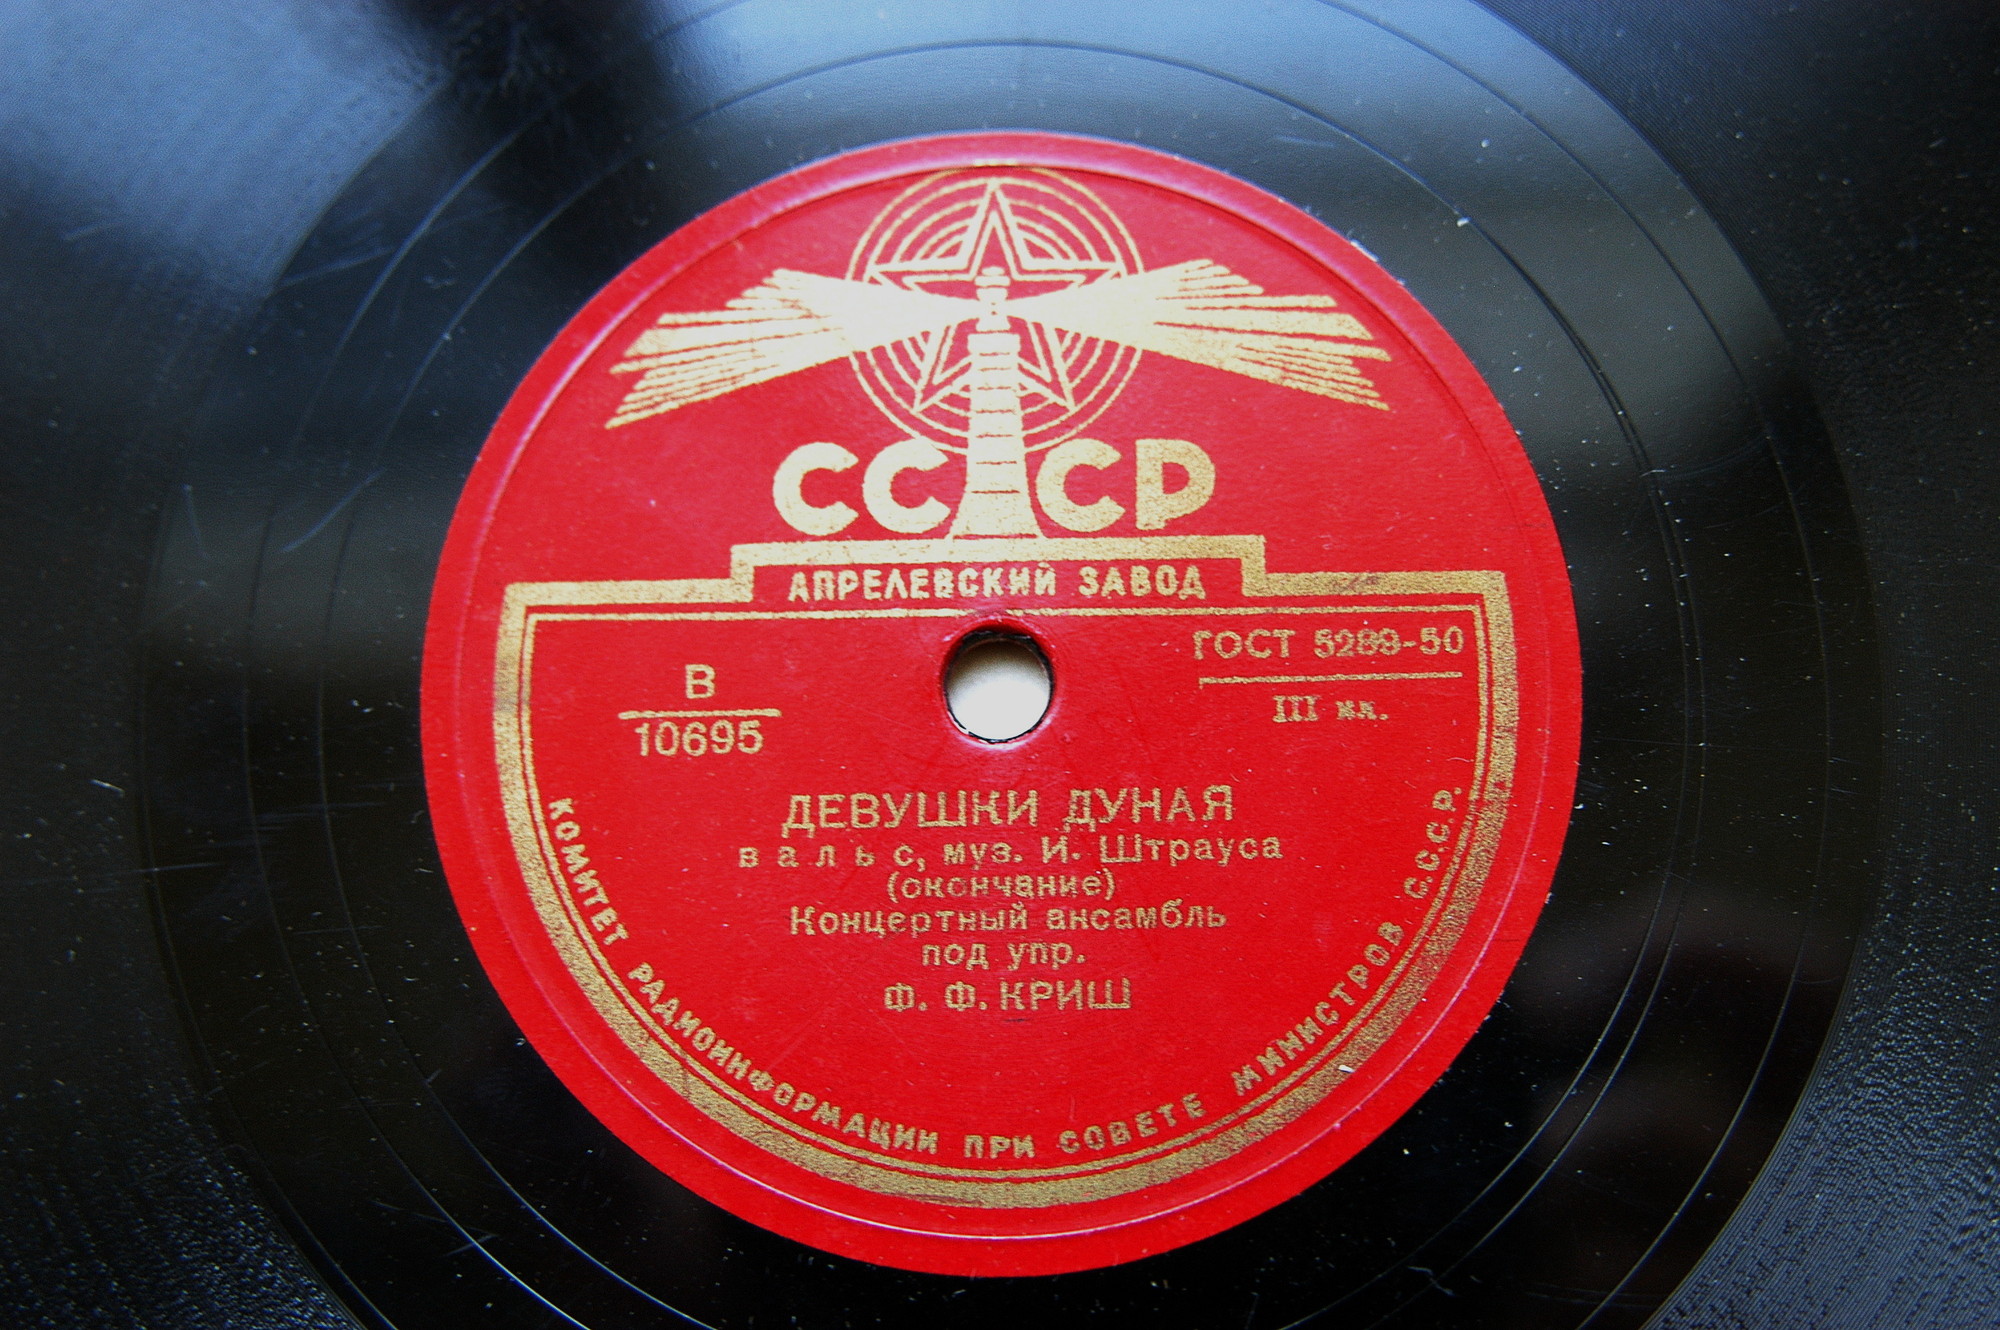 СССР
АПРЕЛЕВСКИЙ ЗАВОД
ГОСТ 5289-50
III кл.
В
10695
ДЕВУШКИ ДУНАЯ
вальс, муз. И. Штрауса
(окончание)
Концертный ансамбль
под упр.
Ф. Ф. КРИШ
КОМИТЕТ РАДИОИНФОРМАЦИИ ПРИ СОВЕТЕ МИНИСТРОВ С.С.С.Р.